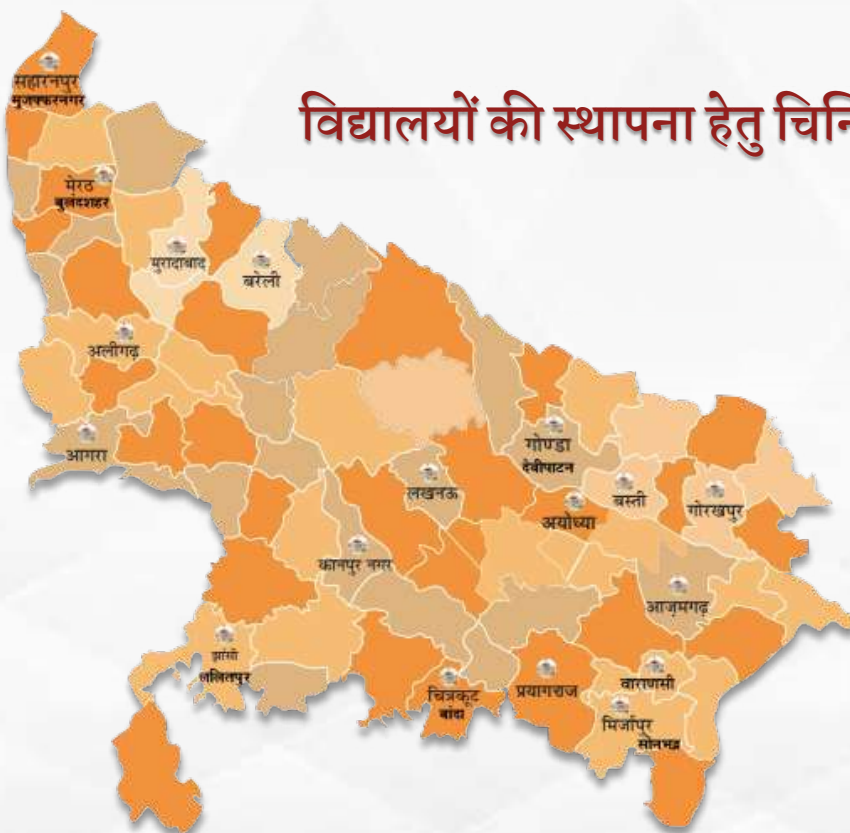 विद्यालयों की स्थापना हेतु
सहारनपुर
मुजफ्फरनगर
मेरठ
बुलंदशहर
मुरादाबाद
बरेली
अलीगढ़
आगरा
गोण्डा
देवीपाटन
लखनऊ
बस्ती
गोरखपुर
अयोध्या
कानपुर नगर
आज़मगढ़
झांसी
ललितपुर
चित्रकूट
बांदा
प्रयागराज
वाराणसी
मिर्जापुर
सोनभद्र